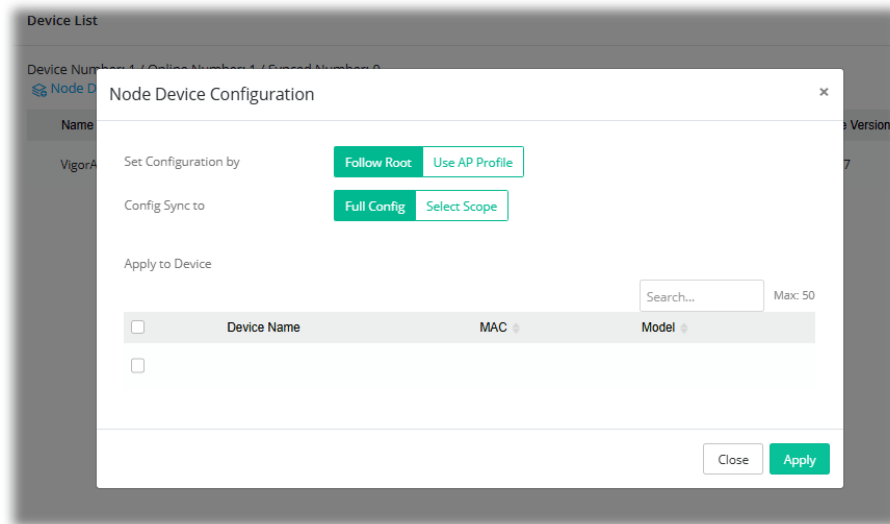 Device List
Device Number: 1 / Online Number: 1 / Synced Number: 0
Node D
Name
e Version
VigorA
7
Node Device Configuration ×
Set Configuration by Follow Root Use AP Profile
Config Sync to Full Config Select Scope
Apply to Device
Search... Max: 50
Device Name MAC Model
Close Apply